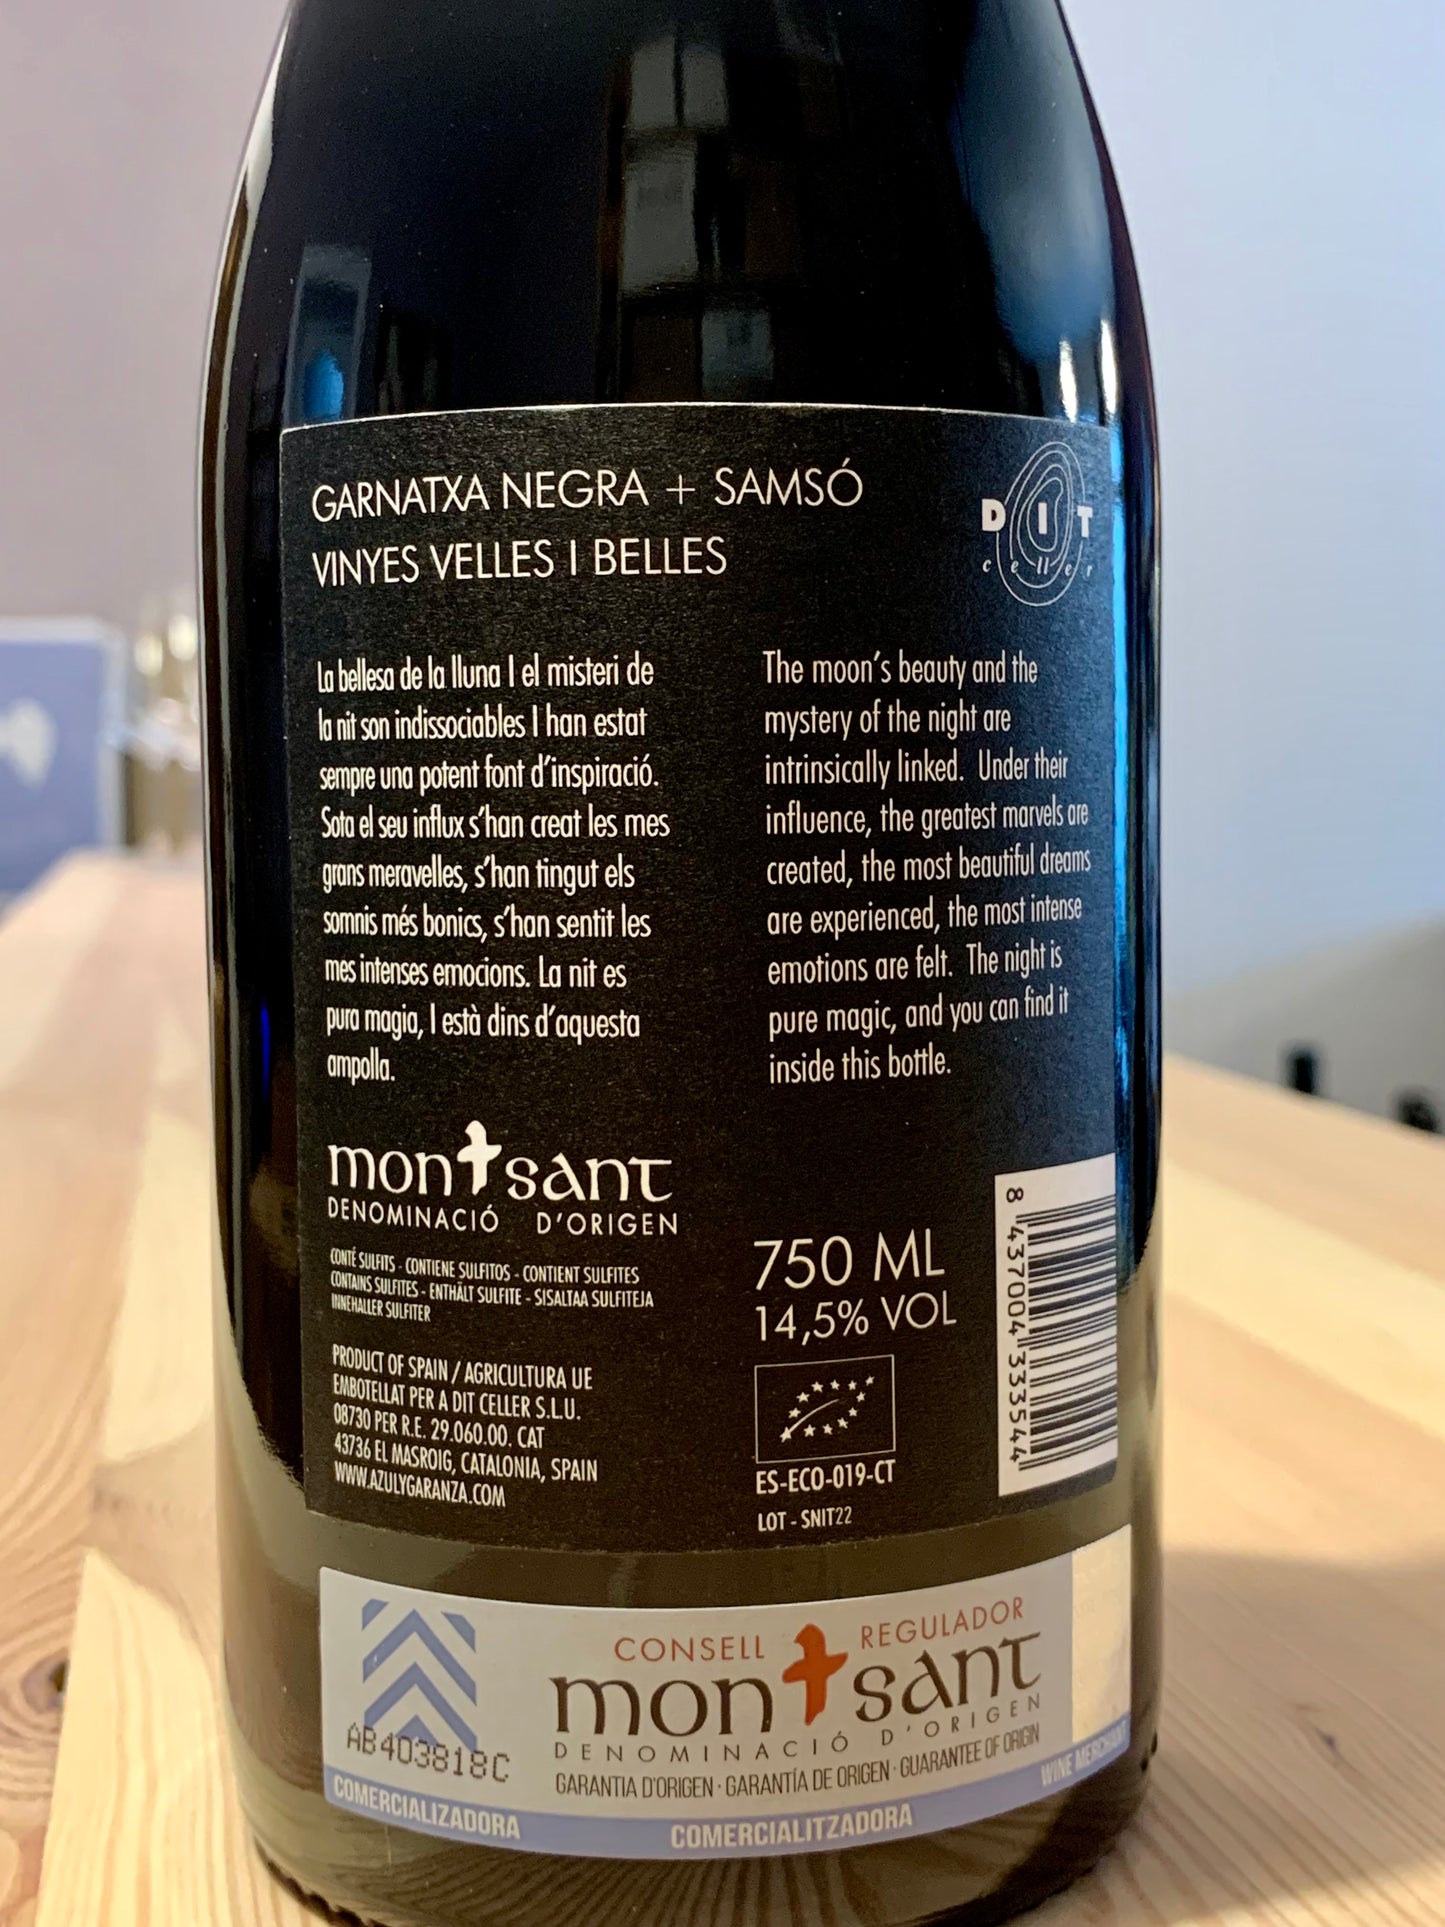 GARNATXA NEGRA + SAMSÓ
VINYES VELLES I BELLES
DIT
celler
La bellesa de la lluna I el misteri de
la nit son indissociables I han estat
sempre una potent font d'inspiració.
Sota el seu influx s'han creat les mes
grans meravelles, s'han tingut els
somnis més bonics, s'han sentit les
mes intenses emocions. La nit es
pura magia, I està dins d'aquesta
ampolla.
The moon's beauty and the
mystery of the night are
intrinsically linked. Under their
influence, the greatest marvels are
created, the most beautiful dreams
are experienced, the most intense
emotions are felt. The night is
pure magic, and you can find it
inside this bottle.
montsant
DENOMINACIÓ D'ORIGEN
CONTÉ SULFITS - CONTIENE SULFITOS - CONTIENT SULFITES
CONTAINS SULFITES - ENTHÄLT SULFITE - SISALTAA SULFITEJA
INNEHALLER SULFITER
PRODUCT OF SPAIN / AGRICULTURA UE
EMBOTELLAT PER A DIT CELLER S.L.U.
08730 PER R.E. 29.060.00. CAT
43736 EL MASROIG, CATALONIA, SPAIN
WWW.AZULYGARANZA.COM
750 ML
14,5% VOL
ES-ECO-019-CT
LOT - SNIT22
8 437004 333544
CONSELL REGULADOR
montsant
DENOMINACIÓ D'ORIGEN
GARANTIA D'ORIGEN · GARANTÍA DE ORIGEN · GUARANTEE OF ORIGIN
AB403818C
COMERCIALIZADORA
COMERCIALITZADORA
WINE MERCHANT